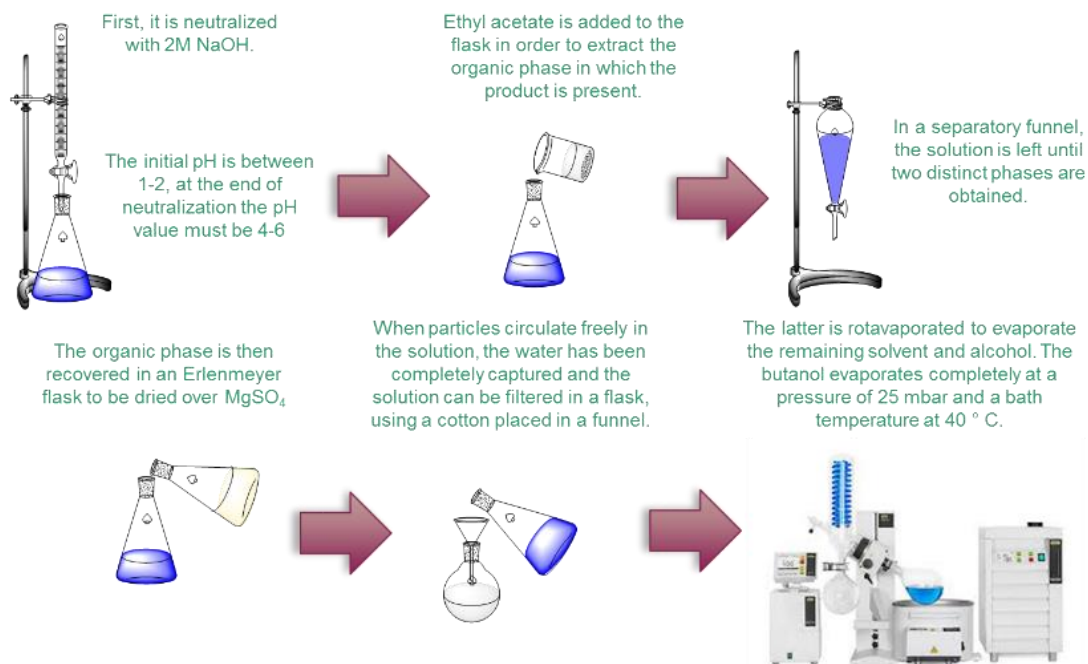 First, it is neutralized
with 2M NaOH.
The initial pH is between
1-2, at the end of
neutralization the pH
value must be 4-6
Ethyl acetate is added to the
flask in order to extract the
organic phase in which the
product is present.
In a separatory funnel,
the solution is left until
two distinct phases are
obtained.
The organic phase is then
recovered in an Erlenmeyer
flask to be dried over MgSO₄
When particles circulate freely in
the solution, the water has been
completely captured and the
solution can be filtered in a flask,
using a cotton placed in a funnel.
The latter is rotavaporated to evaporate
the remaining solvent and alcohol. The
butanol evaporates completely at a
pressure of 25 mbar and a bath
temperature at 40 ° C.